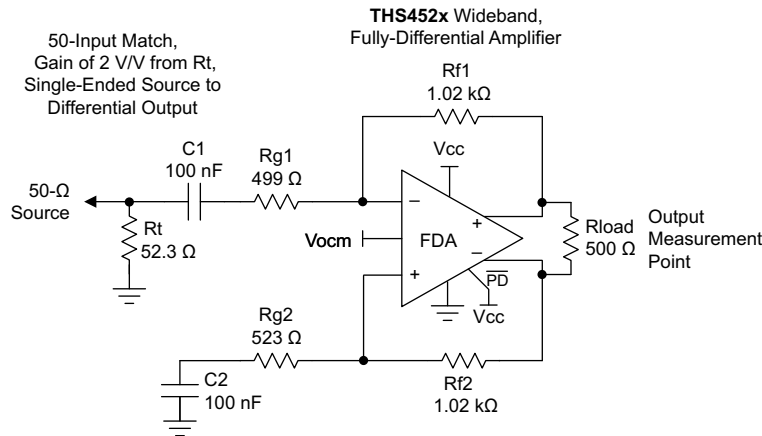 THS452x Wideband,
Fully-Differential Amplifier
50-Input Match,
Gain of 2 V/V from Rt,
Single-Ended Source to
Differential Output
Rf1
1.02 kΩ
C1
100 nF
Rg1
499 Ω
Vcc
50-Ω
Source
Rt
52.3 Ω
−
+
Vocm
FDA
−
+
PD
Vcc
Rload
500 Ω
Output
Measurement
Point
Rg2
523 Ω
C2
100 nF
Rf2
1.02 kΩ